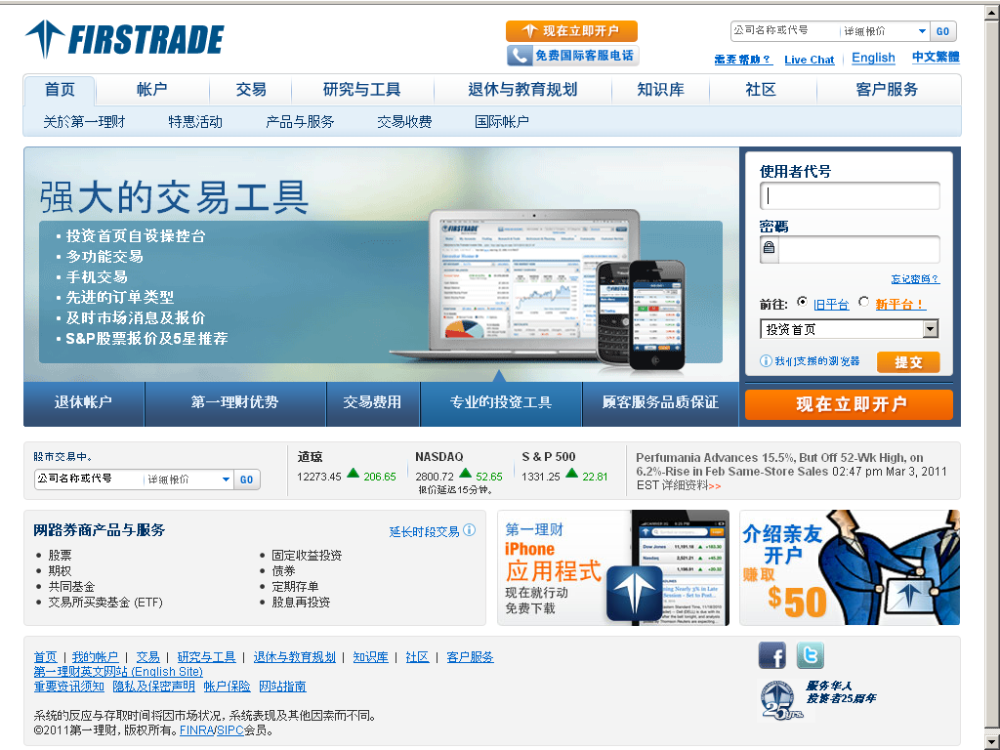 FIRSTRADE
现在立即开户
免费国际客服电话
公司名称或代号 详细报价 GO
需要帮助? Live Chat English 中文繁體
首页 帐户 交易 研究与工具 退休与教育规划 知识库 社区 客户服务
关於第一理财 特惠活动 产品与服务 交易收费 国际帐户
强大的交易工具
• 投资首页自设操控台
• 多功能交易
• 手机交易
• 先进的订单类型
• 及时市场消息及报价
• S&P股票报价及5星推荐
退休帐户 第一理财优势 交易费用 专业的投资工具 顾客服务品质保证
使用者代号
密碼
忘记密码?
前往: 旧平台 新平台!
投资首页
我们支援的浏览器 提交
现在立即开户
股市交易中。
公司名称或代号 详细报价 GO
道琼 NASDAQ S & P 500
12273.45 206.65 2800.72 52.65 1331.25 22.81
报价延迟15分钟。
Perfumania Advances 15.5%, But Off 52-Wk High, on
6.2%-Rise in Feb Same-Store Sales 02:47 pm Mar 3, 2011
EST 详细资料>>
网路券商产品与服务 延长时段交易
• 股票
• 期权
• 共同基金
• 交易所买卖基金 (ETF)
• 固定收益投资
• 债券
• 定期存单
• 股息再投资
第一理财
iPhone
应用程式
现在就行动
免费下载
介绍亲友
开户
赚取
$50
首页 | 我的帐户 | 交易 | 研究与工具 | 退休与教育规划 | 知识库 | 社区 | 客户服务
第一理财英文网站 (English Site)
重要资讯须知 隐私及保密声明 帐户保险 网站指南
服务华人
投资者25周年
系统的反应与存取时间将因市场状况, 系统表现及其他因素而不同。
©2011第一理财, 版权所有。FINRA/SIPC会员。